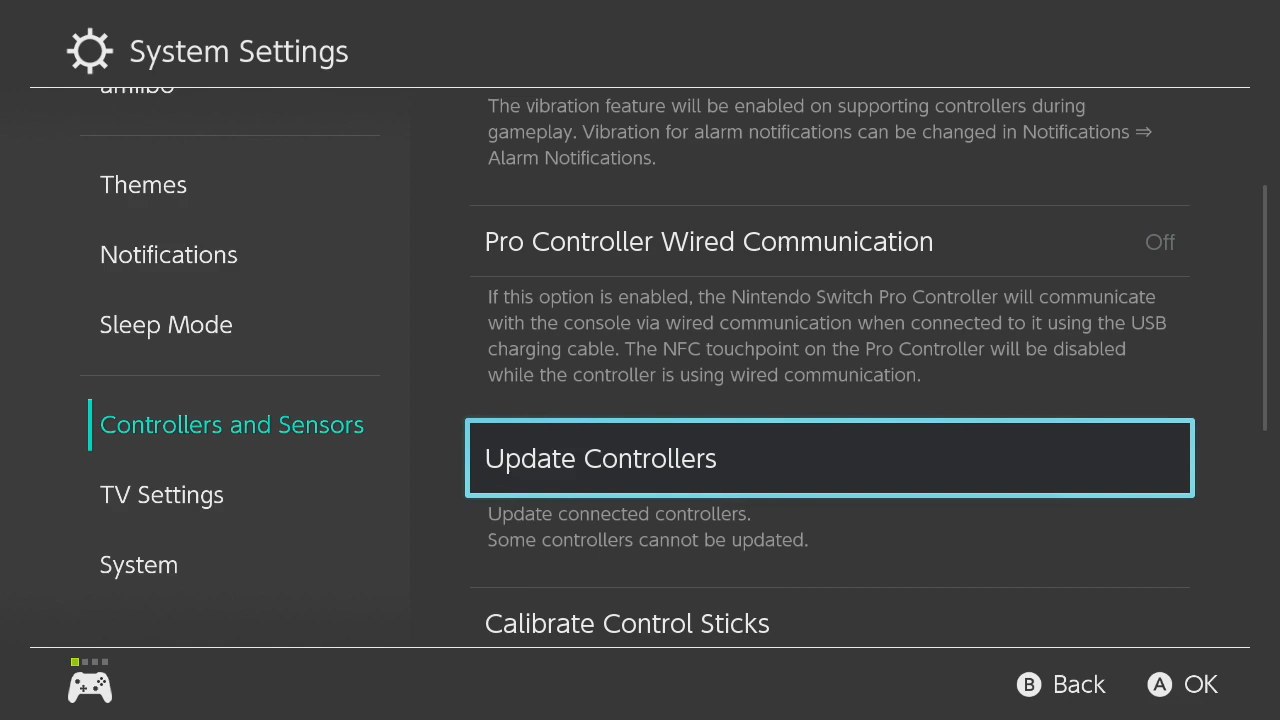 System Settings
amiibo
Themes
Notifications
Sleep Mode
Controllers and Sensors
TV Settings
System
The vibration feature will be enabled on supporting controllers during
gameplay. Vibration for alarm notifications can be changed in Notifications ⇒
Alarm Notifications.
Pro Controller Wired Communication
Off
If this option is enabled, the Nintendo Switch Pro Controller will communicate
with the console via wired communication when connected to it using the USB
charging cable. The NFC touchpoint on the Pro Controller will be disabled
while the controller is using wired communication.
Update Controllers
Update connected controllers.
Some controllers cannot be updated.
Calibrate Control Sticks
B Back
A OK